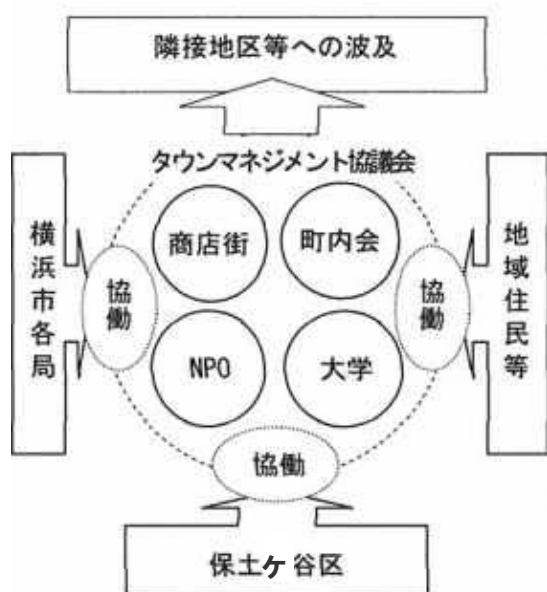 隣接地区等への波及
タウンマネジメント協議会
商店街
町内会
横浜市各局
協働
協働
地域住民等
NPO
大学
協働
保土ケ谷区